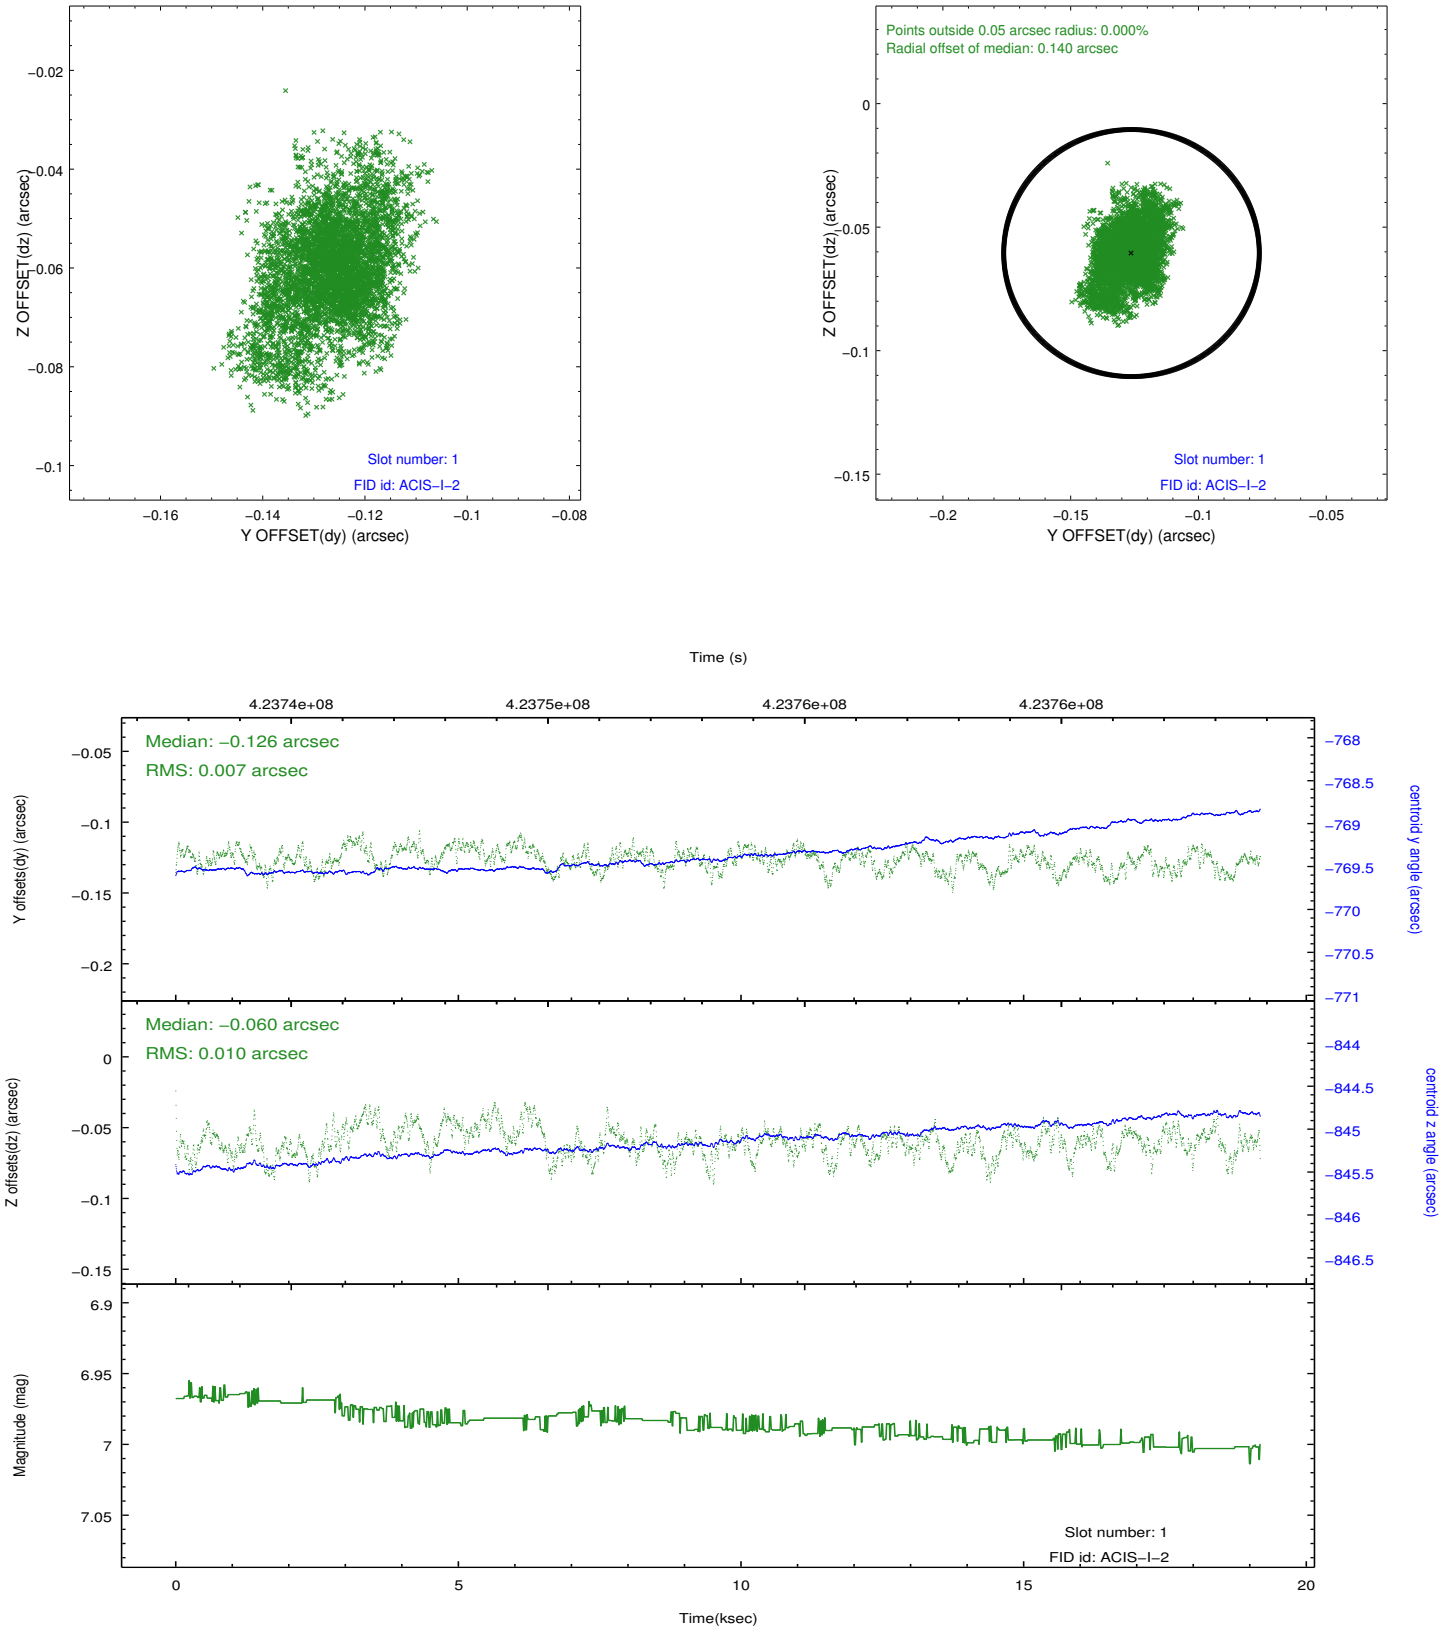 −0.02
−0.04
−0.06
−0.08
−0.1
Z OFFSET(dz) (arcsec)
Slot number: 1
FID id: ACIS−I−2
−0.16
−0.14
−0.12
−0.1
−0.08
Y OFFSET(dy) (arcsec)
Points outside 0.05 arcsec radius: 0.000%
Radial offset of median: 0.140 arcsec
0
−0.05
−0.1
−0.15
Z OFFSET(dz) (arcsec)
Slot number: 1
FID id: ACIS−I−2
−0.2
−0.15
−0.1
−0.05
Y OFFSET(dy) (arcsec)
Time (s)
4.2374e+08
4.2375e+08
4.2376e+08
4.2376e+08
Median: −0.126 arcsec
RMS: 0.007 arcsec
−0.05
−0.1
−0.15
−0.2
Y offsets(dy) (arcsec)
−768
−768.5
−769
−769.5
−770
−770.5
−771
centroid y angle (arcsec)
Median: −0.060 arcsec
RMS: 0.010 arcsec
0
−0.05
−0.1
−0.15
Z offsets(dz) (arcsec)
−844
−844.5
−845
−845.5
−846
−846.5
centroid z angle (arcsec)
6.9
6.95
7
7.05
Magnitude (mag)
Slot number: 1
FID id: ACIS−I−2
0
5
10
15
20
Time(ksec)